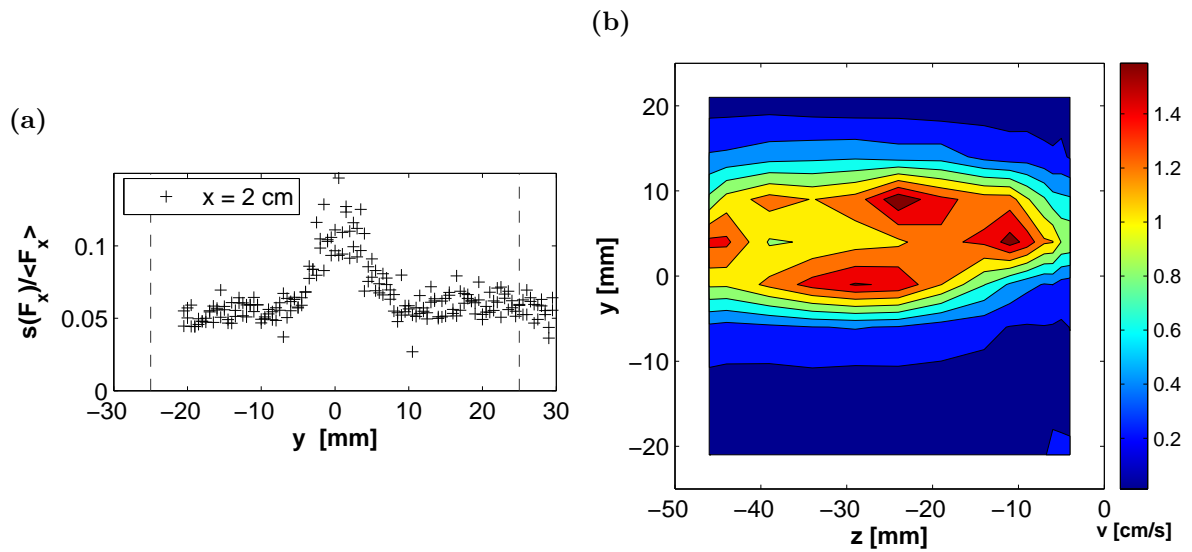 (a)
x = 2 cm
s(F_x)/<F_x>
0.1
0.05
0
−30 −20 −10 0 10 20 30
y [mm]
(b)
20
10
0
−10
−20
y [mm]
−50 −40 −30 −20 −10 0
z [mm]
1.4
1.2
1
0.8
0.6
0.4
0.2
v [cm/s]